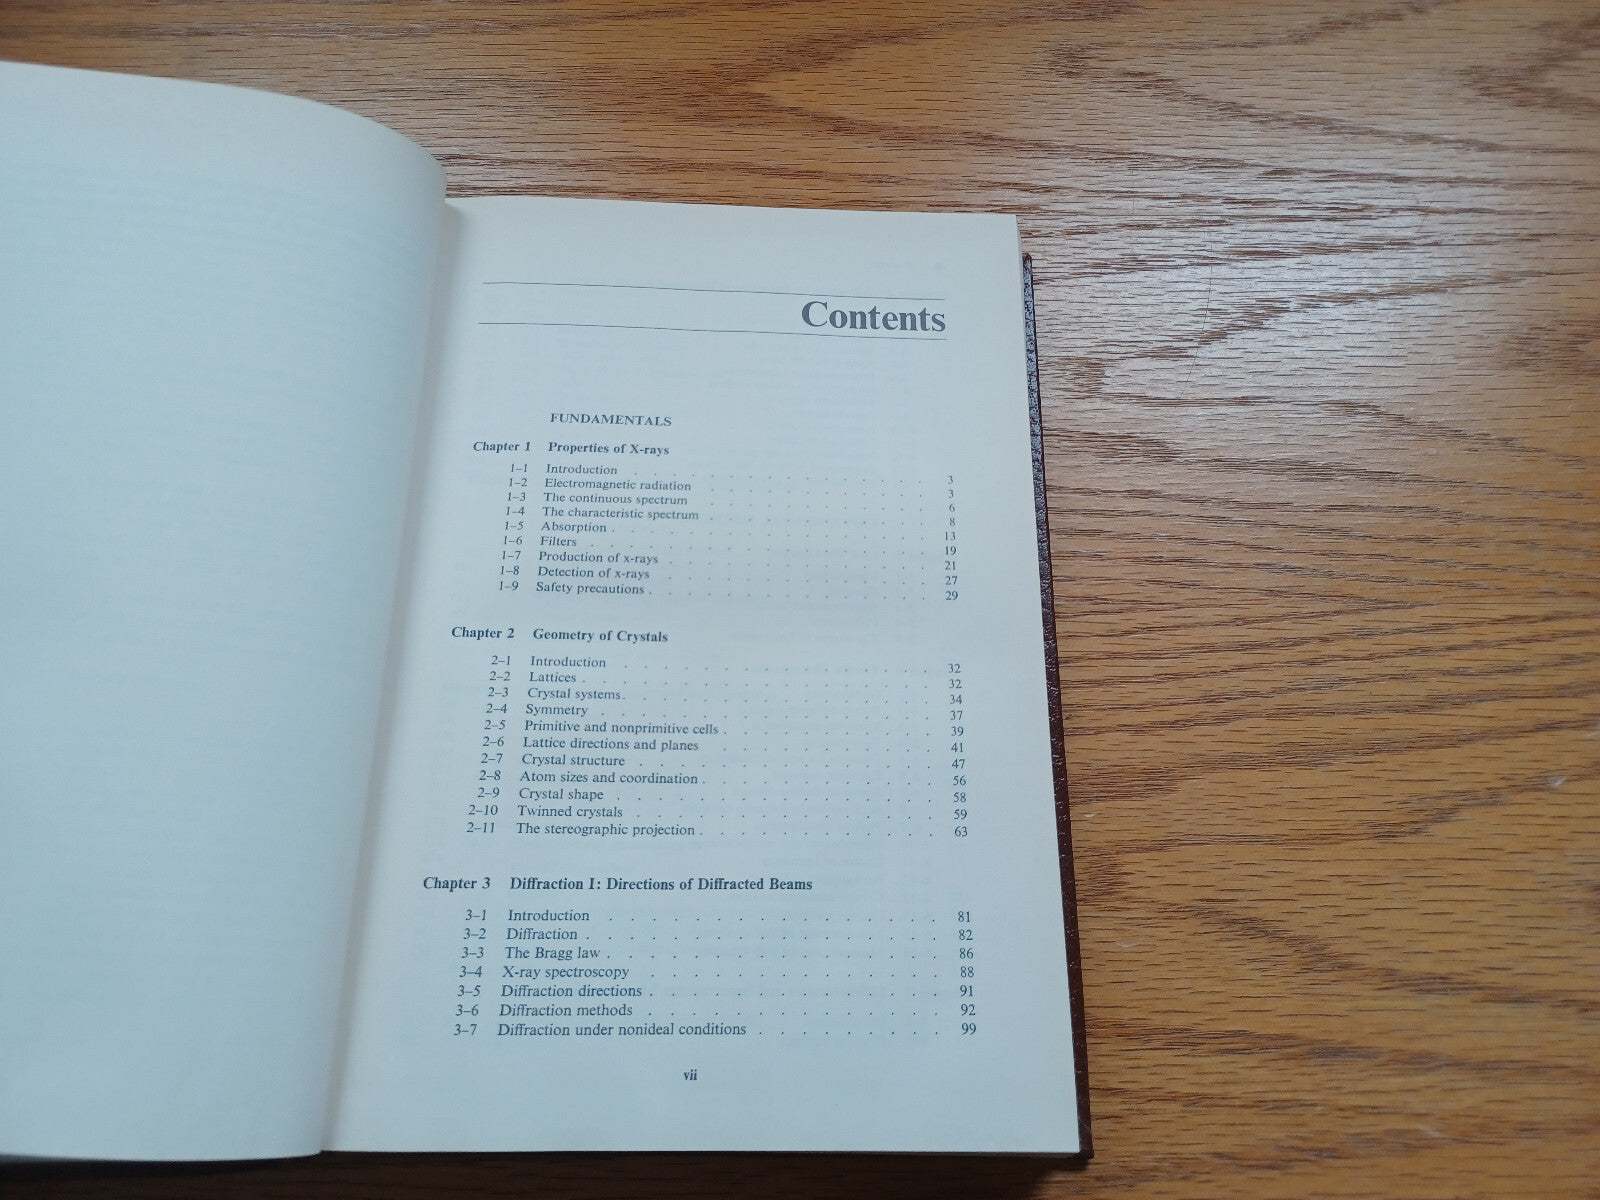 Contents
FUNDAMENTALS
Chapter 1 Properties of X-rays
1–1 Introduction . . . . . . . . . . . . . . . 3
1–2 Electromagnetic radiation . . . . . . . . . . . 3
1–3 The continuous spectrum . . . . . . . . . . . 6
1–4 The characteristic spectrum . . . . . . . . . . . 8
1–5 Absorption . . . . . . . . . . . . . . . . 13
1–6 Filters . . . . . . . . . . . . . . . . . 19
1–7 Production of x-rays . . . . . . . . . . . . . 21
1–8 Detection of x-rays . . . . . . . . . . . . . 27
1–9 Safety precautions . . . . . . . . . . . . . . 29
Chapter 2 Geometry of Crystals
2–1 Introduction . . . . . . . . . . . . . . . 32
2–2 Lattices . . . . . . . . . . . . . . . . . 32
2–3 Crystal systems . . . . . . . . . . . . . . . 34
2–4 Symmetry . . . . . . . . . . . . . . . . 37
2–5 Primitive and nonprimitive cells . . . . . . . . . . 39
2–6 Lattice directions and planes . . . . . . . . . . . 41
2–7 Crystal structure . . . . . . . . . . . . . . 47
2–8 Atom sizes and coordination . . . . . . . . . . . 56
2–9 Crystal shape . . . . . . . . . . . . . . . 58
2–10 Twinned crystals . . . . . . . . . . . . . . 59
2–11 The stereographic projection . . . . . . . . . . . 63
Chapter 3 Diffraction I: Directions of Diffracted Beams
3–1 Introduction . . . . . . . . . . . . . . . 81
3–2 Diffraction . . . . . . . . . . . . . . . . 82
3–3 The Bragg law . . . . . . . . . . . . . . . 86
3–4 X-ray spectroscopy . . . . . . . . . . . . . 88
3–5 Diffraction directions . . . . . . . . . . . . . 91
3–6 Diffraction methods . . . . . . . . . . . . . 92
3–7 Diffraction under nonideal conditions . . . . . . . . 99
vii